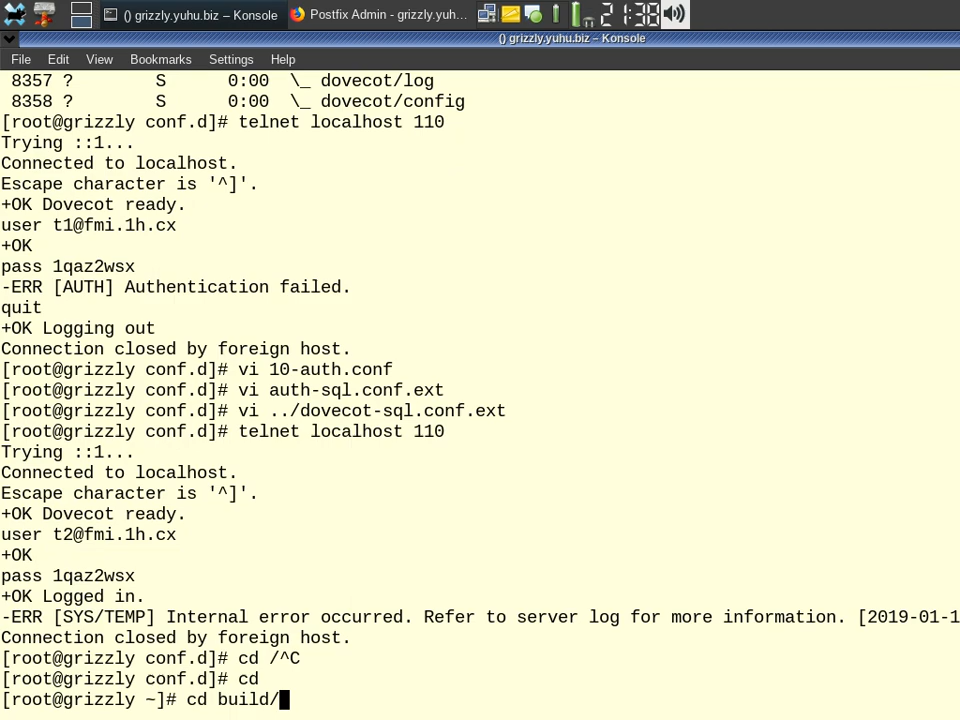 () grizzly.yuhu.biz – Konsole
Postfix Admin - grizzly.yuh...
21:38
() grizzly.yuhu.biz – Konsole
File Edit View Bookmarks Settings Help
8357 ? S 0:00 \_ dovecot/log
8358 ? S 0:00 \_ dovecot/config
[root@grizzly conf.d]# telnet localhost 110
Trying ::1...
Connected to localhost.
Escape character is '^]'.
+OK Dovecot ready.
user t1@fmi.1h.cx
+OK
pass 1qaz2wsx
-ERR [AUTH] Authentication failed.
quit
+OK Logging out
Connection closed by foreign host.
[root@grizzly conf.d]# vi 10-auth.conf
[root@grizzly conf.d]# vi auth-sql.conf.ext
[root@grizzly conf.d]# vi ../dovecot-sql.conf.ext
[root@grizzly conf.d]# telnet localhost 110
Trying ::1...
Connected to localhost.
Escape character is '^]'.
+OK Dovecot ready.
user t2@fmi.1h.cx
+OK
pass 1qaz2wsx
+OK Logged in.
-ERR [SYS/TEMP] Internal error occurred. Refer to server log for more information. [2019-01-1
Connection closed by foreign host.
[root@grizzly conf.d]# cd /^C
[root@grizzly conf.d]# cd
[root@grizzly ~]# cd build/